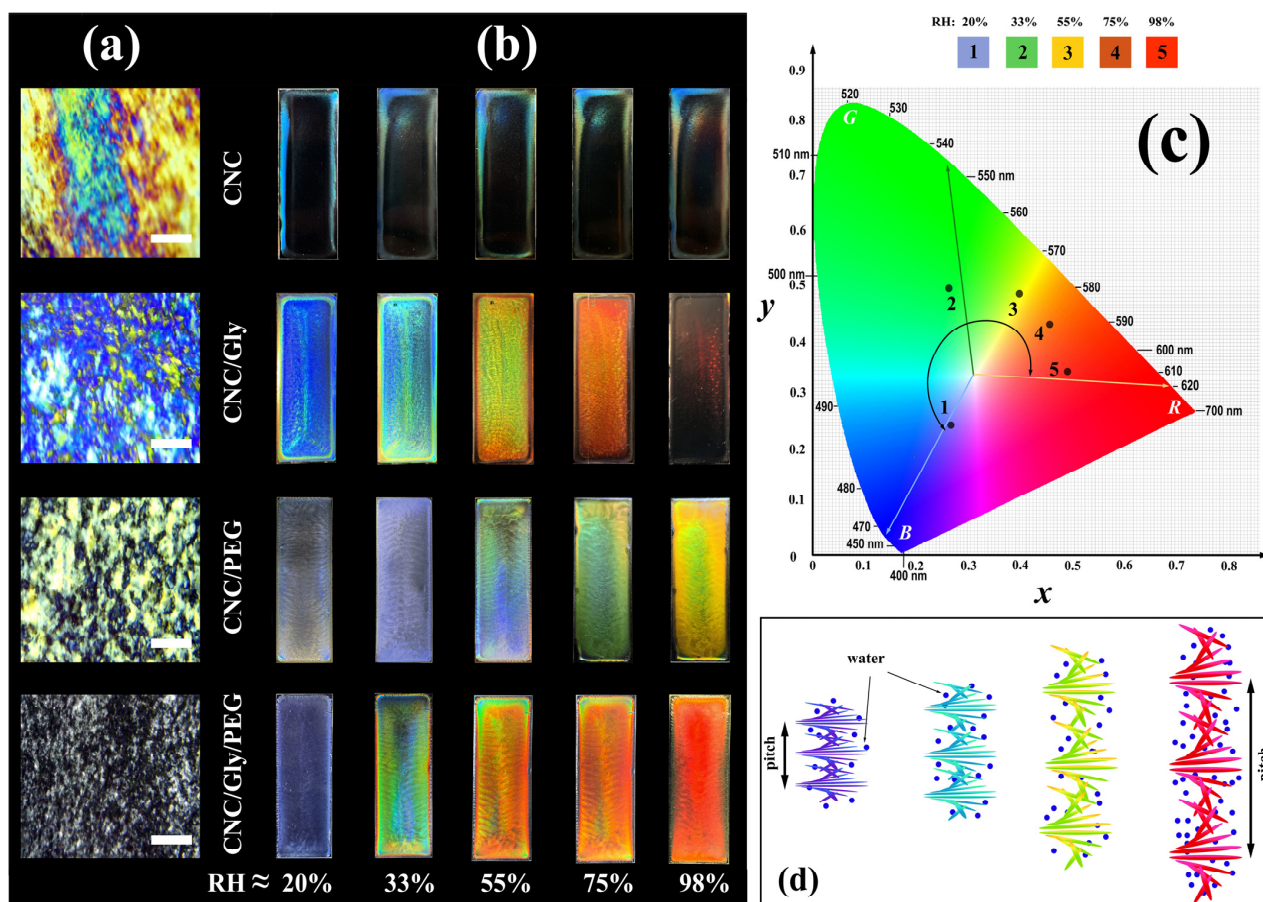 (a)
(b)
CNC
CNC/Gly
CNC/PEG
CNC/Gly/PEG
RH ≈ 20% 33% 55% 75% 98%
RH: 20% 33% 55% 75% 98%
1 2 3 4 5
(c)
0.9
0.8
0.7
0.6
0.5
0.4
0.3
0.2
0.1
0
y
520
530
G
540
510 nm
550 nm
560
570
500 nm
580
2
3
4
590
600 nm
5
610
620
490
R
700 nm
1
480
470
450 nm
B
0 0.1 0.2 0.3 0.4 0.5 0.6 0.7 0.8
400 nm
x
water
pitch
pitch
(d)